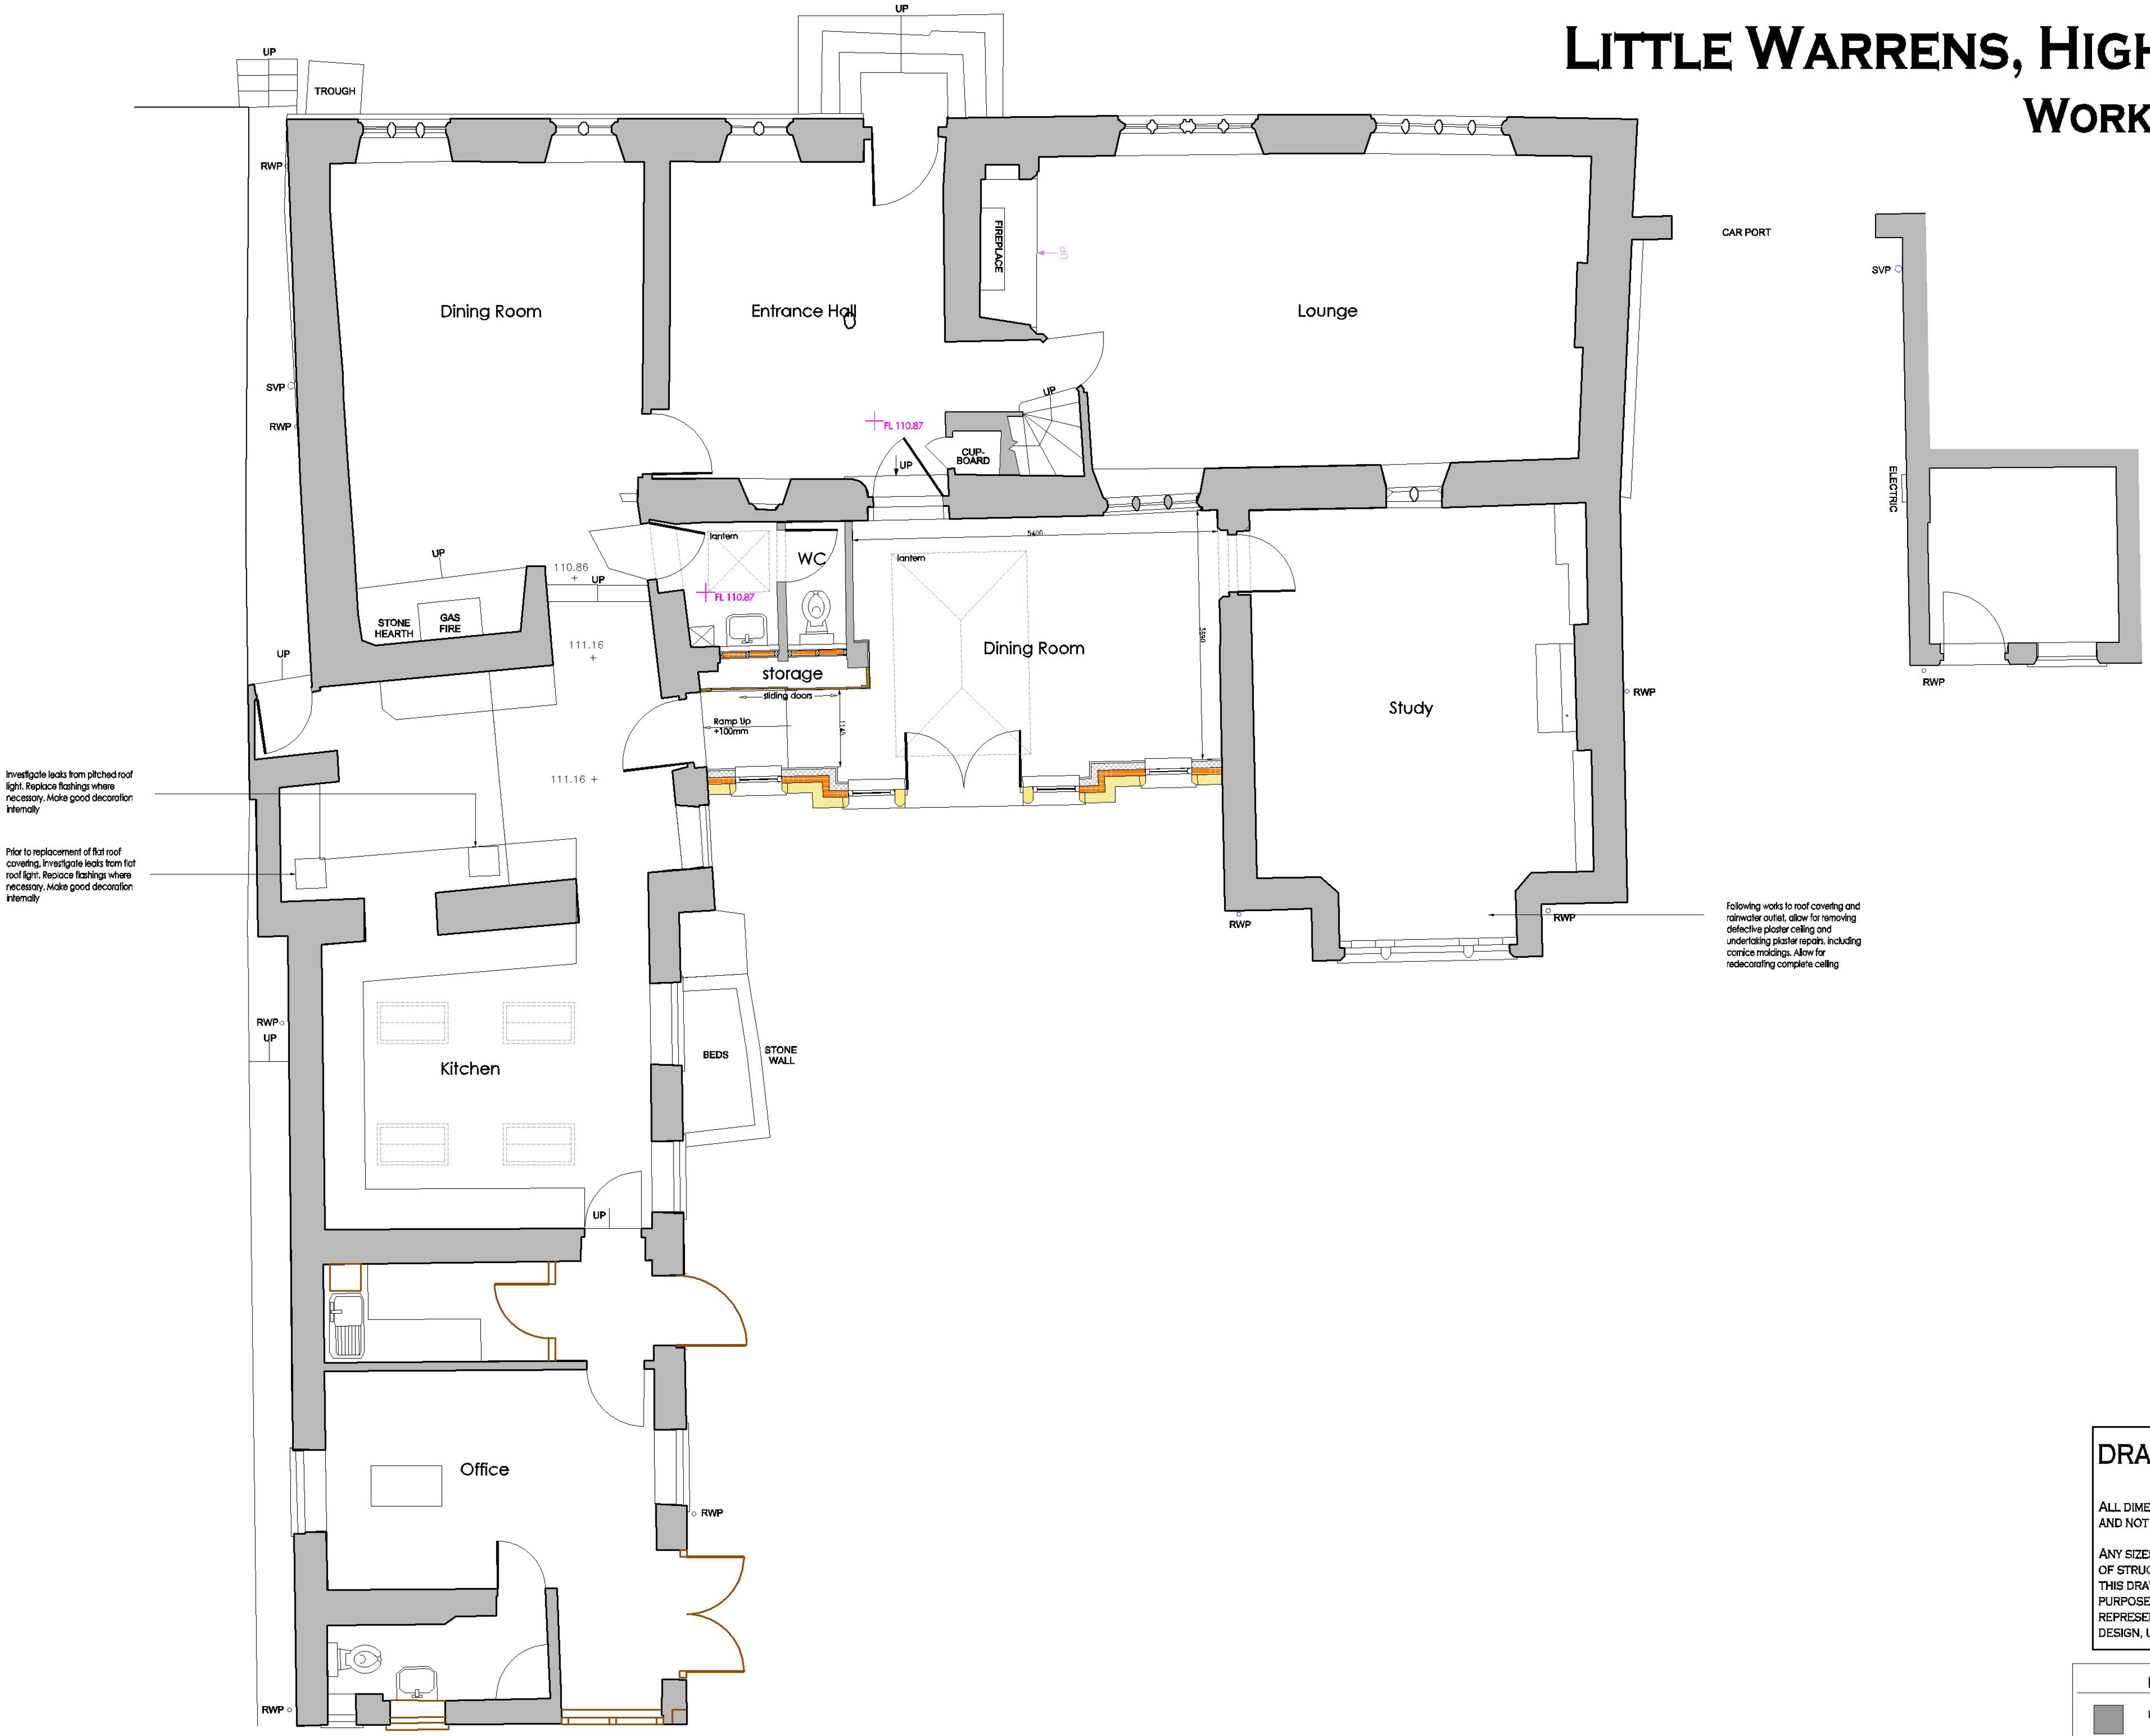 LITTLE WARRENS, HIGH
WORK
UP
UP
TROUGH
RWP
SVP
RWP
Dining Room
Entrance Hall
FIREPLACE
UP
Lounge
CAR PORT
SVP
ELECTRIC
RWP
UP
FL 110.87
UP
CUP-
BOARD
lantern
WC
FL 110.87
5400
lantern
3890
Dining Room
UP
110.86
UP
STONE
HEARTH
GAS
FIRE
111.16
UP
storage
sliding doors
Ramp Up
+100mm
1145
111.16
Study
RWP
Investigate leaks from pitched roof
light. Replace flashings where
necessary. Make good decoration
internally
Prior to replacement of flat roof
covering, investigate leaks from flat
roof light. Replace flashings where
necessary. Make good decoration
internally
RWP
RWP
Following works to roof covering and
rainwater outlet, allow for removing
defective plaster ceiling and
undertaking plaster repairs, including
cornice moldings. Allow for
redecorating complete ceiling
RWP
UP
Kitchen
BEDS
STONE
WALL
UP
Office
RWP
RWP
DRA
ALL DIME
AND NOT
ANY SIZE
OF STRUC
THIS DRA
PURPOSE
REPRESE
DESIGN, U